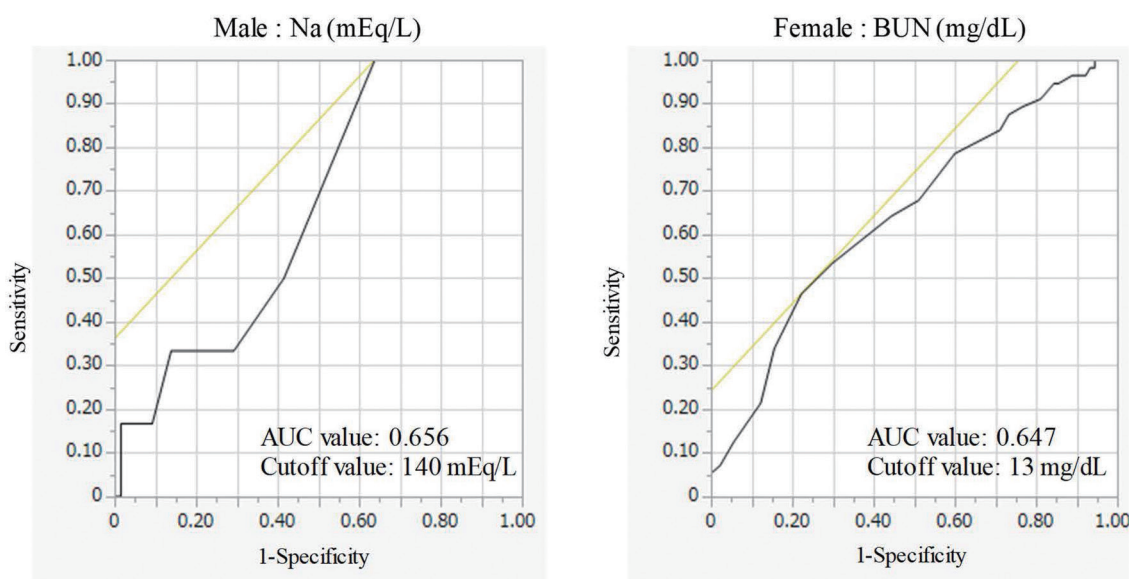 Male : Na (mEq/L)
1.00
0.90
0.80
0.70
0.60
0.50
0.40
0.30
0.20
0.10
0
Sensitivity
AUC value: 0.656
Cutoff value: 140 mEq/L
0 0.20 0.40 0.60 0.80 1.00
1-Specificity
Female : BUN (mg/dL)
1.00
0.90
0.80
0.70
0.60
0.50
0.40
0.30
0.20
0.10
0
Sensitivity
AUC value: 0.647
Cutoff value: 13 mg/dL
0 0.20 0.40 0.60 0.80 1.00
1-Specificity